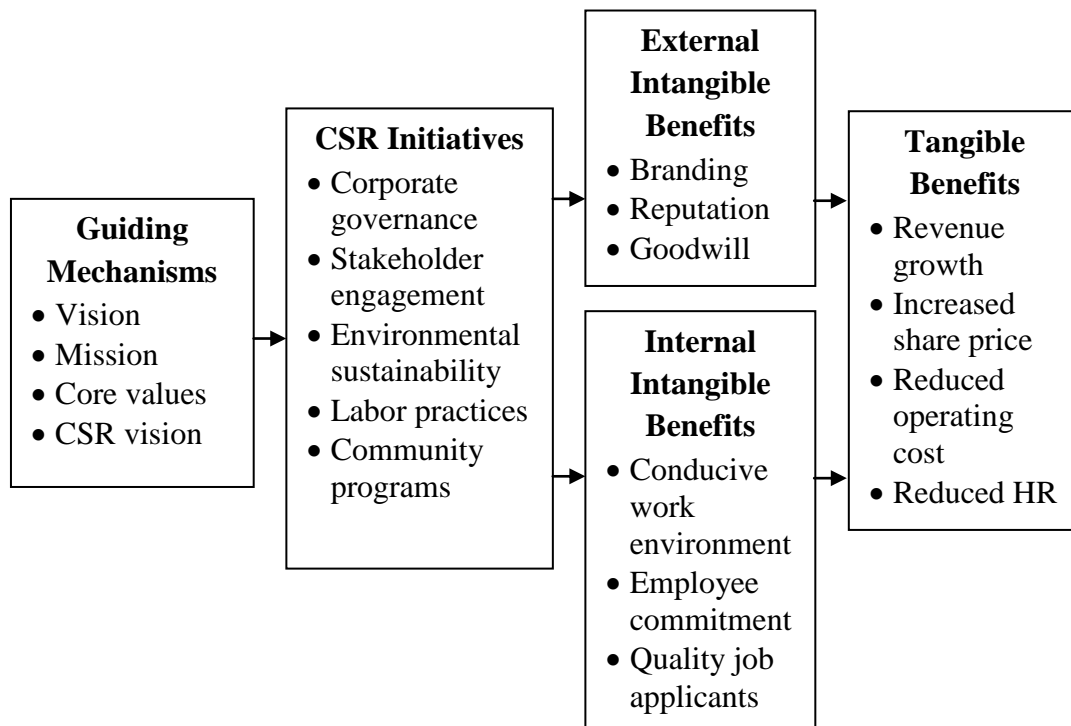 Guiding
Mechanisms
• Vision
• Mission
• Core values
• CSR vision
CSR Initiatives
• Corporate
governance
• Stakeholder
engagement
• Environmental
sustainability
• Labor practices
• Community
programs
External
Intangible
Benefits
• Branding
• Reputation
• Goodwill
Internal
Intangible
Benefits
• Conducive
work
environment
• Employee
commitment
• Quality job
applicants
Tangible
Benefits
• Revenue
growth
• Increased
share price
• Reduced
operating
cost
• Reduced HR